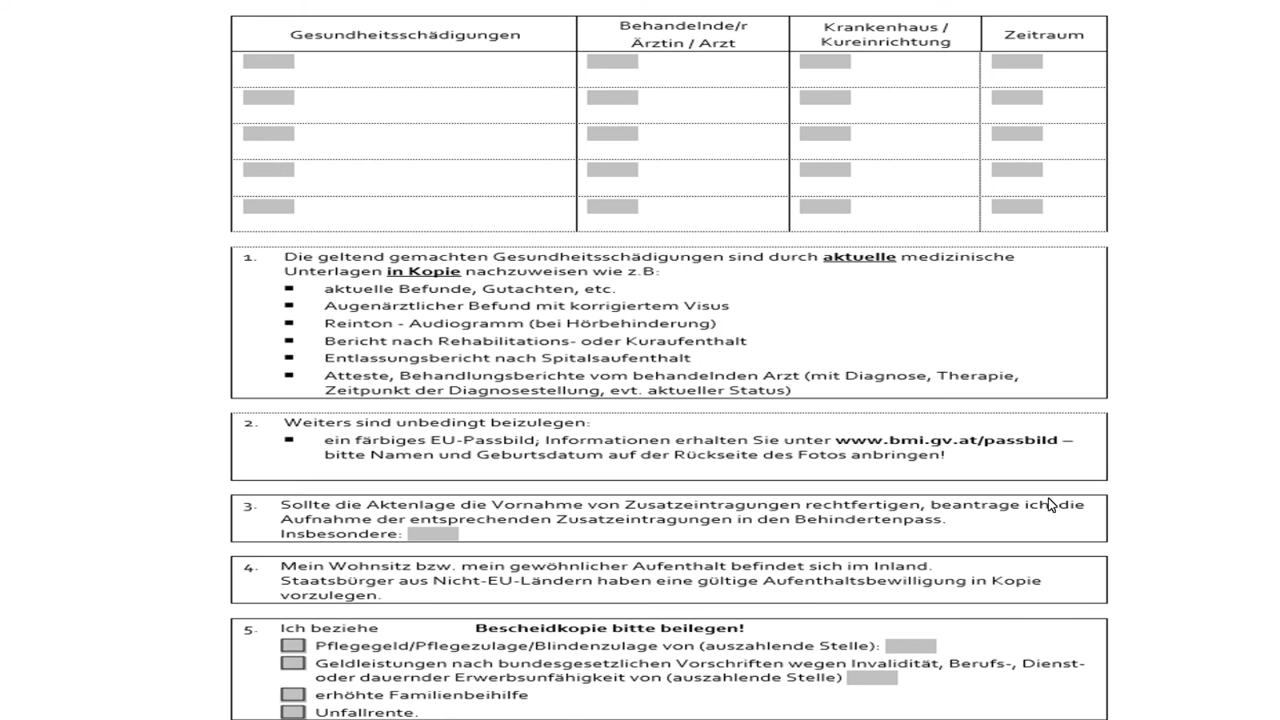 Gesundheitsschädigungen
Behandelnde/r
Ärztin / Arzt
Krankenhaus /
Kureinrichtung
Zeitraum
1. Die geltend gemachten Gesundheitsschädigungen sind durch aktuelle medizinische
Unterlagen in Kopie nachzuweisen wie z.B:
▪ aktuelle Befunde, Gutachten, etc.
▪ Augenärztlicher Befund mit korrigiertem Visus
▪ Reinton - Audiogramm (bei Hörbehinderung)
▪ Bericht nach Rehabilitations- oder Kuraufenthalt
▪ Entlassungsbericht nach Spitalsaufenthalt
▪ Atteste, Behandlungsberichte vom behandelnden Arzt (mit Diagnose, Therapie,
Zeitpunkt der Diagnosestellung, evt. aktueller Status)
2. Weiters sind unbedingt beizulegen:
▪ ein färbiges EU-Passbild; Informationen erhalten Sie unter www.bmi.gv.at/passbild –
bitte Namen und Geburtsdatum auf der Rückseite des Fotos anbringen!
3. Sollte die Aktenlage die Vornahme von Zusatzeintragungen rechtfertigen, beantrage ich die
Aufnahme der entsprechenden Zusatzeintragungen in den Behindertenpass.
Insbesondere:
4. Mein Wohnsitz bzw. mein gewöhnlicher Aufenthalt befindet sich im Inland.
Staatsbürger aus Nicht-EU-Ländern haben eine gültige Aufenthaltsbewilligung in Kopie
vorzulegen.
5. Ich beziehe Bescheidkopie bitte beilegen!
Pflegegeld/Pflegezulage/Blindenzulage von (auszahlende Stelle):
Geldleistungen nach bundesgesetzlichen Vorschriften wegen Invalidität, Berufs-, Dienst-
oder dauernder Erwerbsunfähigkeit von (auszahlende Stelle)
erhöhte Familienbeihilfe
Unfallrente.